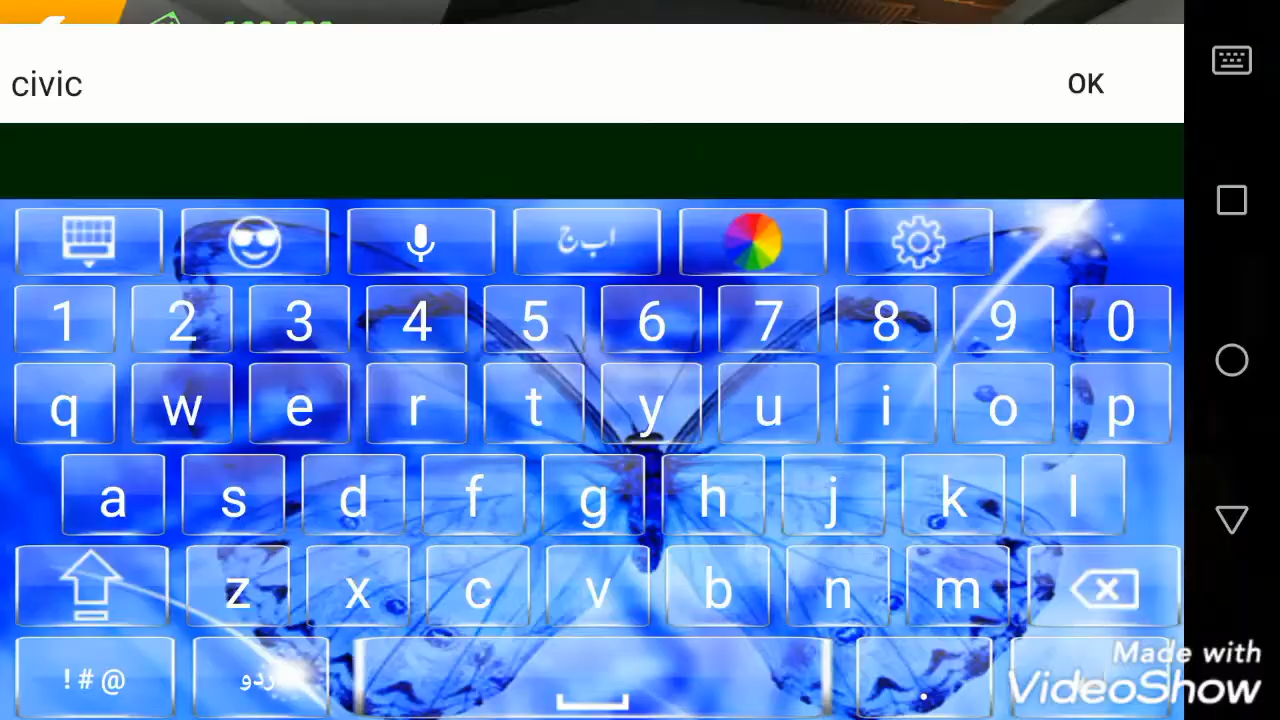 civic
OK
ا ب ج
1 2 3 4 5 6 7 8 9 0
q w e r t y u i o p
a s d f g h j k l
z x c v b n m
!#@ اردو .
Made with
VideoShow